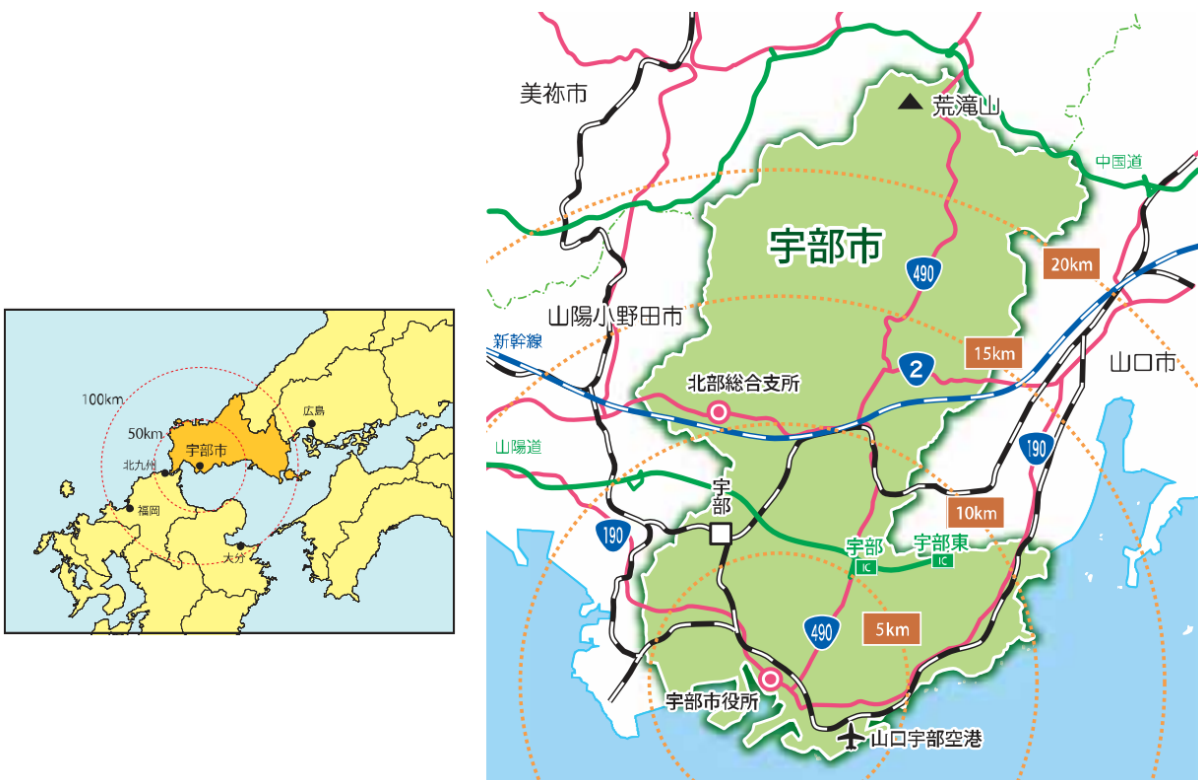 100km
50km
宇部市
広島
北九州
福岡
大分
美祢市
荒滝山
中国道
宇部市
20km
490
山陽小野田市
新幹線
15km
山口市
2
北部総合支所
山陽道
190
宇部
10km
190
宇部
IC
宇部東
IC
5km
490
宇部市役所
山口宇部空港